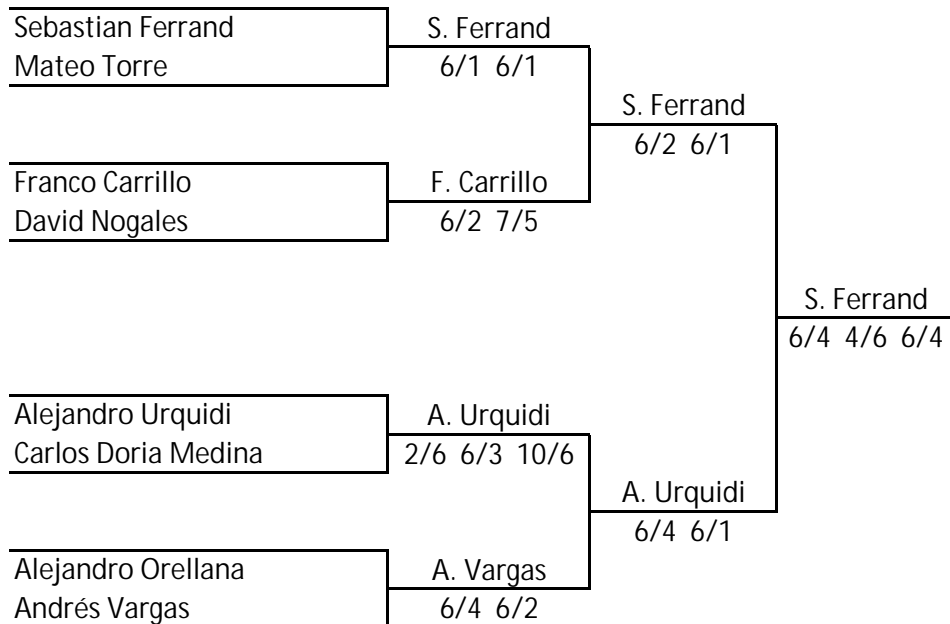 Sebastian Ferrand
Mateo Torre
S. Ferrand
6/1 6/1
Franco Carrillo
David Nogales
F. Carrillo
6/2 7/5
S. Ferrand
6/2 6/1
Alejandro Urquidi
Carlos Doria Medina
A. Urquidi
2/6 6/3 10/6
Alejandro Orellana
Andrés Vargas
A. Vargas
6/4 6/2
A. Urquidi
6/4 6/1
S. Ferrand
6/4 4/6 6/4